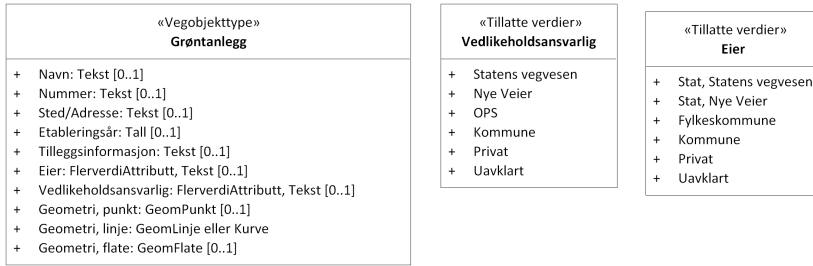 «Vegobjekttype»
Grøntanlegg
+ Navn: Tekst [0..1]
+ Nummer: Tekst [0..1]
+ Sted/Adresse: Tekst [0..1]
+ Etableringsår: Tall [0..1]
+ Tilleggsinformasjon: Tekst [0..1]
+ Eier: FlerverdiAttributt, Tekst [0..1]
+ Vedlikeholdsansvarlig: FlerverdiAttributt, Tekst [0..1]
+ Geometri, punkt: GeomPunkt [0..1]
+ Geometri, linje: GeomLinje eller Kurve
+ Geometri, flate: GeomFlate [0..1]
«Tillatte verdier»
Vedlikeholdsansvarlig
+ Statens vegvesen
+ Nye Veier
+ OPS
+ Kommune
+ Privat
+ Uavklart
«Tillatte verdier»
Eier
+ Stat, Statens vegvesen
+ Stat, Nye Veier
+ Fylkeskommune
+ Kommune
+ Privat
+ Uavklart